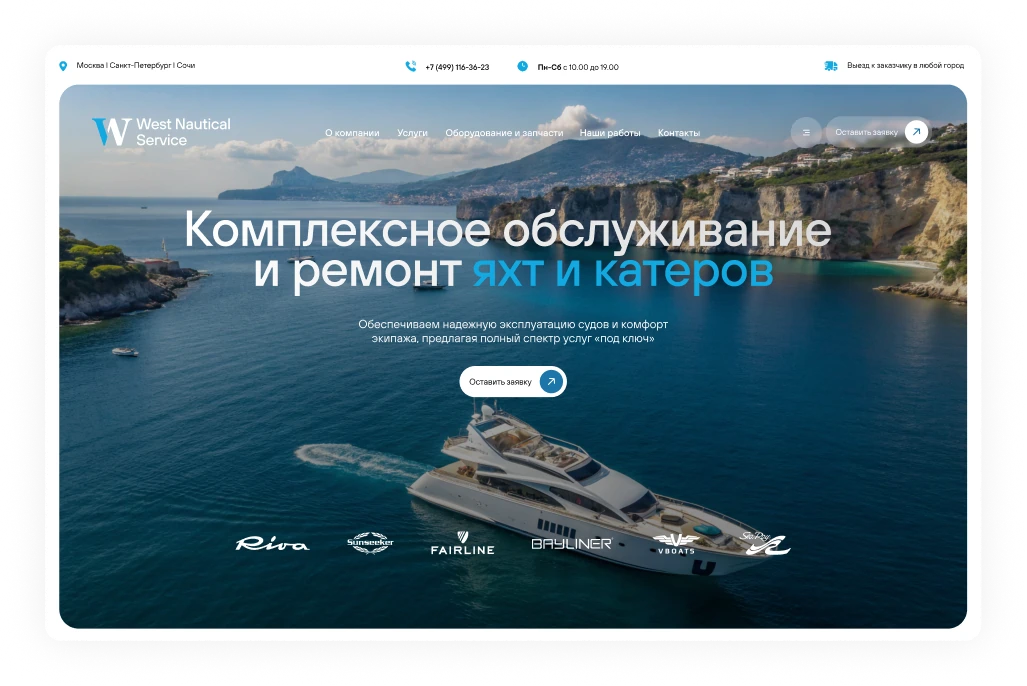 Москва I Санкт-Петербург I Сочи
+7 (499) 116-36-23
Пн-Сб с 10.00 до 19.00
Выезд к заказчику в любой город
W West Nautical
Service
О компании
Услуги
Оборудование и запчасти
Наши работы
Контакты
Оставить заявку
Комплексное обслуживание
и ремонт яхт и катеров
Обеспечиваем надежную эксплуатацию судов и комфорт
экипажа, предлагая полный спектр услуг «под ключ»
Оставить заявку
Riva
Sunseeker
FAIRLINE
BAYLINER
VBOATS
Sea Ray